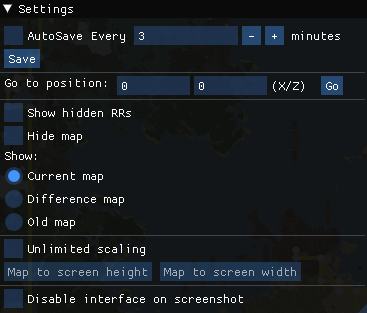 Settings
AutoSave Every 3 - + minutes
Save
Go to position: 0 0 (X/Z) Go
Show hidden RRs
Hide map
Show:
Current map
Difference map
Old map
Unlimited scaling
Map to screen height Map to screen width
Disable interface on screenshot